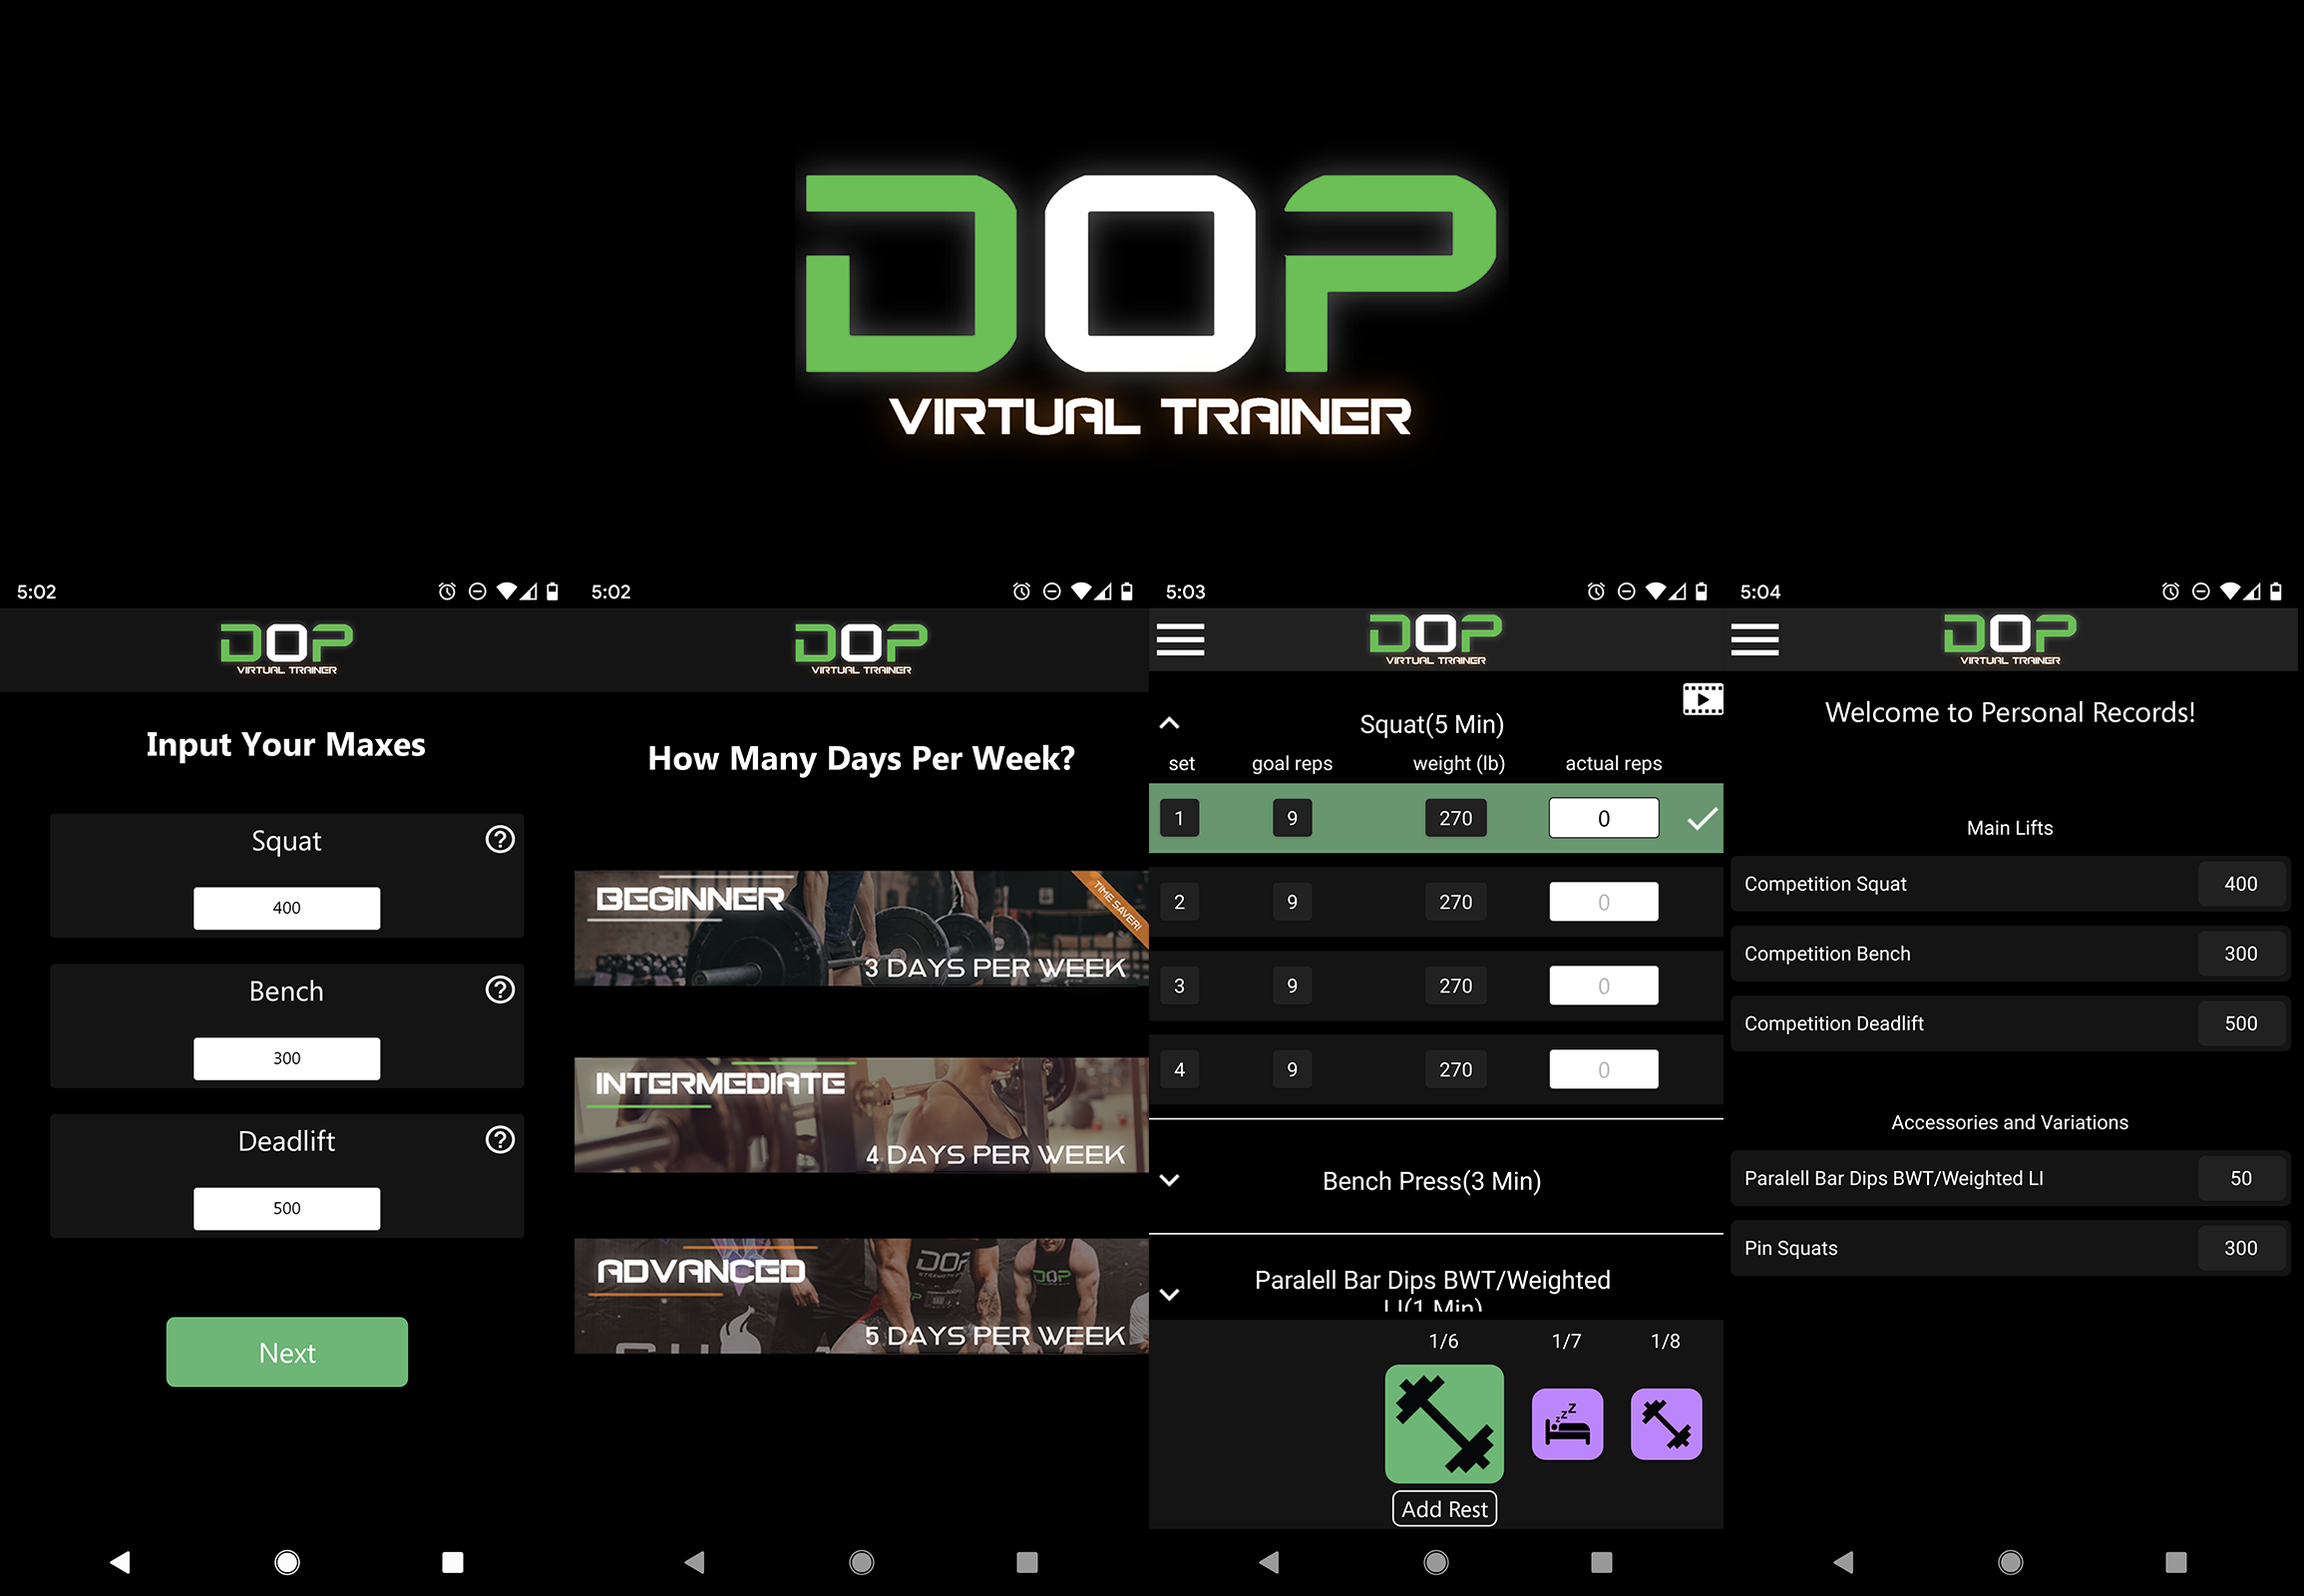 DOP
VIRTUAL TRAINER
5:02
DOP
VIRTUAL TRAINER
Input Your Maxes
Squat
?
400
Bench
?
300
Deadlift
?
500
Next
5:02
DOP
VIRTUAL TRAINER
How Many Days Per Week?
BEGINNER
TIME SAVER!
3 DAYS PER WEEK
INTERMEDIATE
4 DAYS PER WEEK
ADVANCED
DOP
DOP
5 DAYS PER WEEK
5:03
DOP
VIRTUAL TRAINER
Squat(5 Min)
set goal reps weight (lb) actual reps
1 9 270 0
2 9 270 0
3 9 270 0
4 9 270 0
Bench Press(3 Min)
Paralell Bar Dips BWT/Weighted
LI(1 Min)
1/6 1/7 1/8
zzz
Add Rest
5:04
DOP
VIRTUAL TRAINER
Welcome to Personal Records!
Main Lifts
Competition Squat 400
Competition Bench 300
Competition Deadlift 500
Accessories and Variations
Paralell Bar Dips BWT/Weighted LI 50
Pin Squats 300